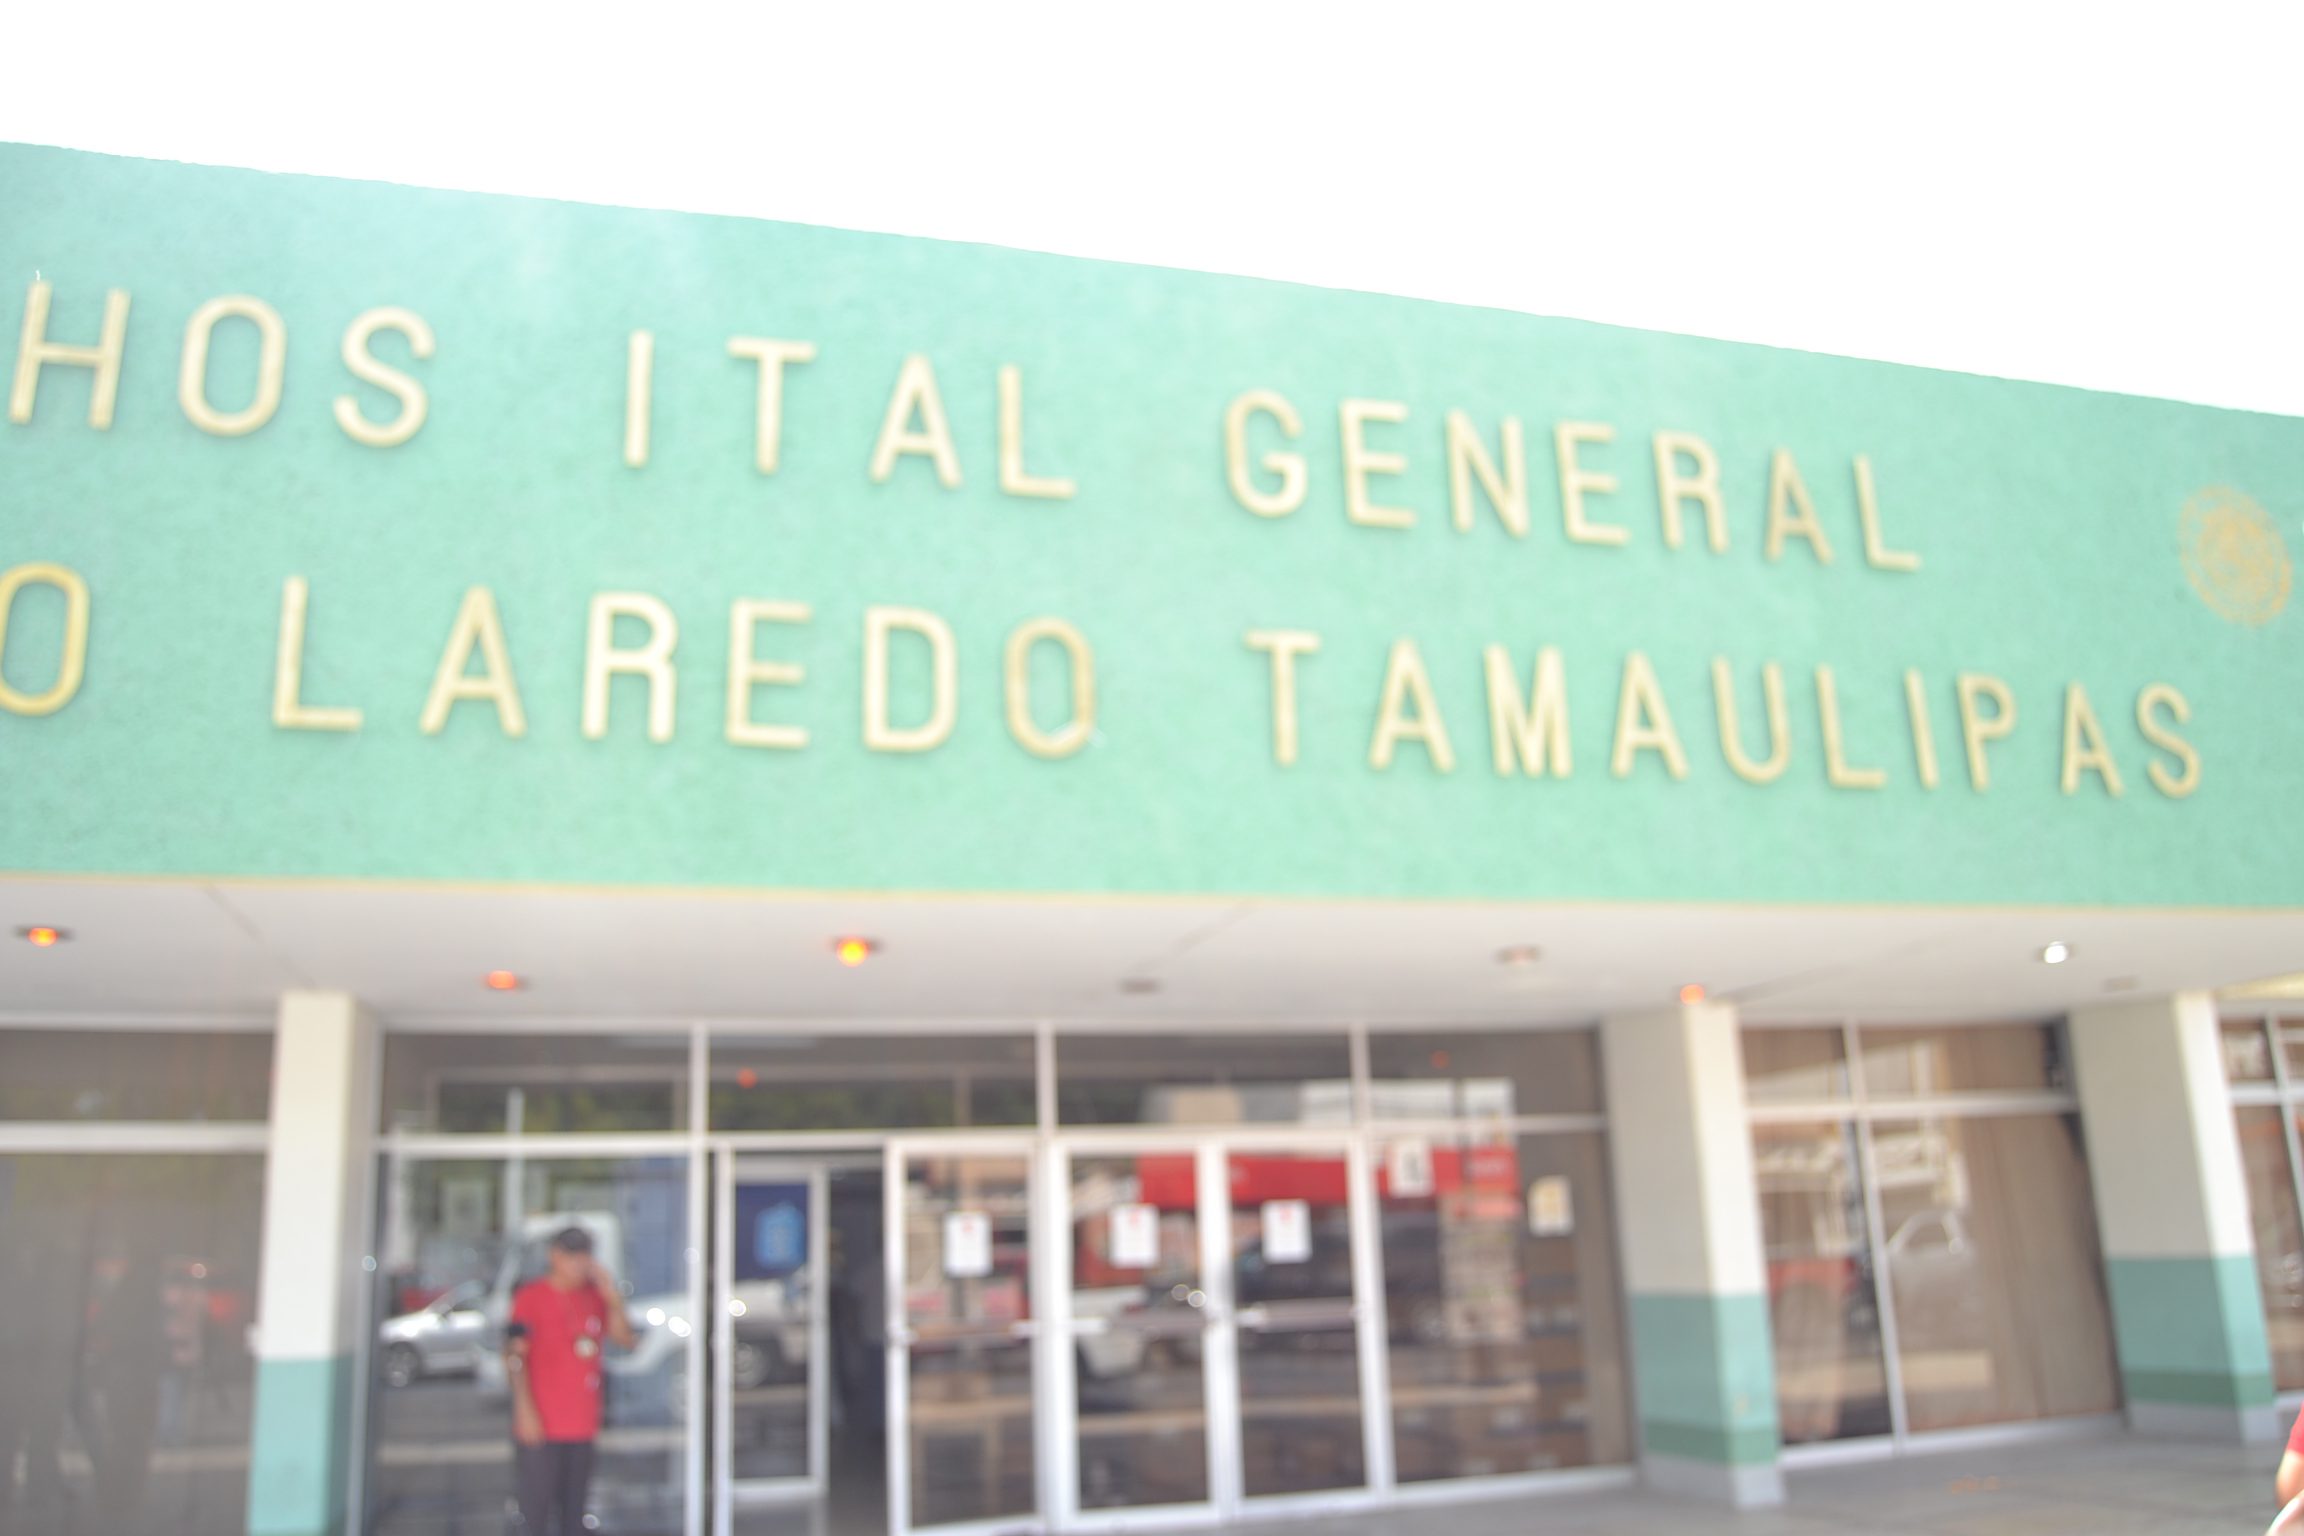 HOS ITAL GENERAL
O LAREDO TAMAULIPAS